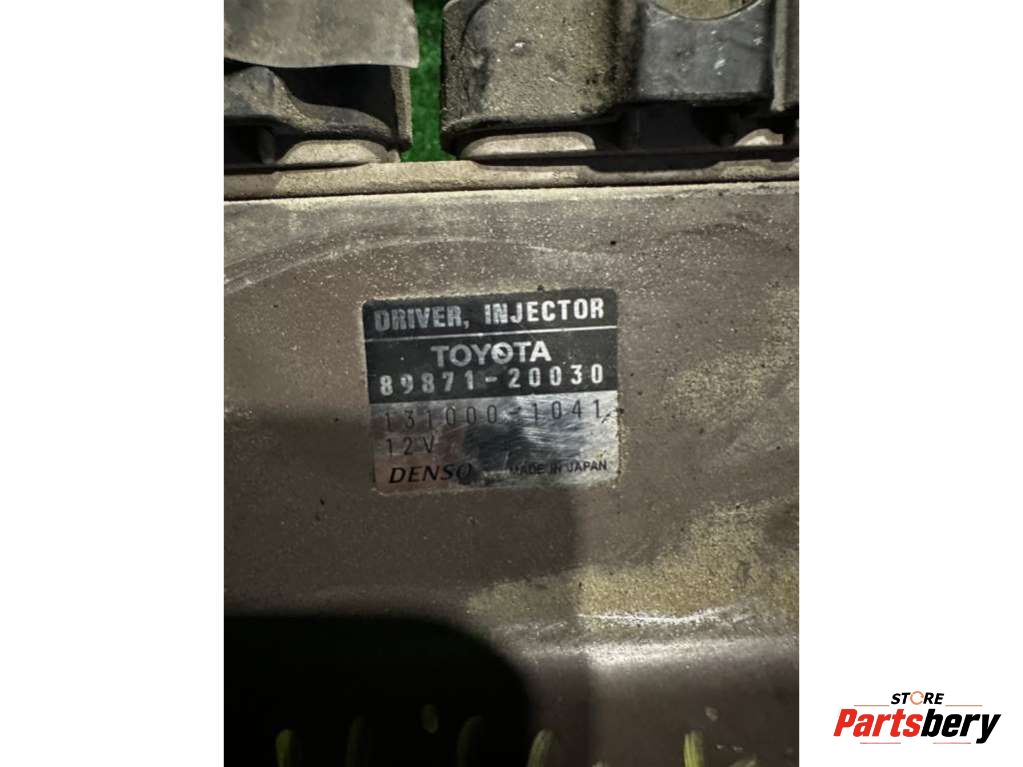 DRIVER, INJECTOR
TOYOTA
89871-20030
131000-1041
12V
DENSO MADE IN JAPAN
STORE
Partsbery